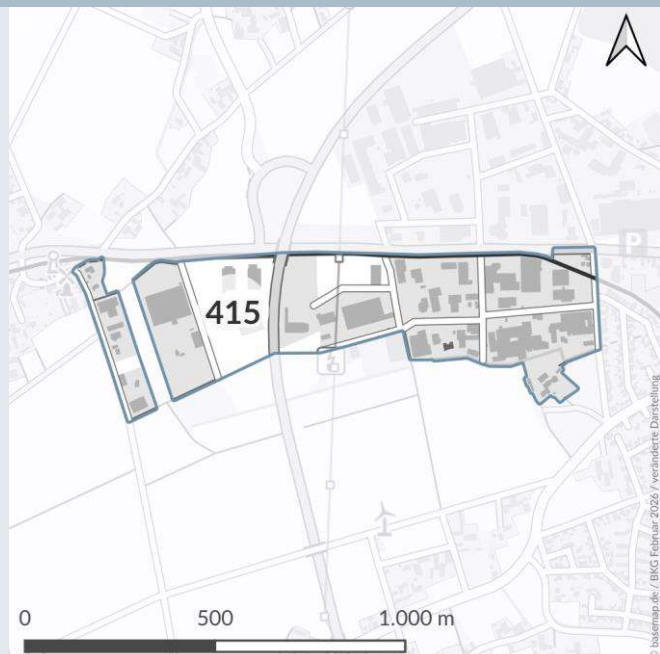 P
415
0
500
1.000 m
© basemap.de / BKG Februar 2026 / veränderte Darstellung